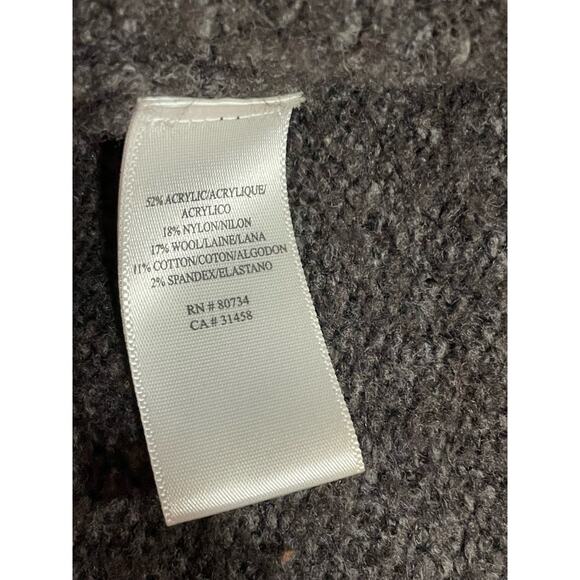 52% ACRYLIC/ACRYLIQUE/
ACRYLICO
18% NYLON/NILON
17% WOOL/LAINE/LANA
11% COTTON/COTON/ALGODON
2% SPANDEX/ELASTANO
RN # 80734
CA # 31458